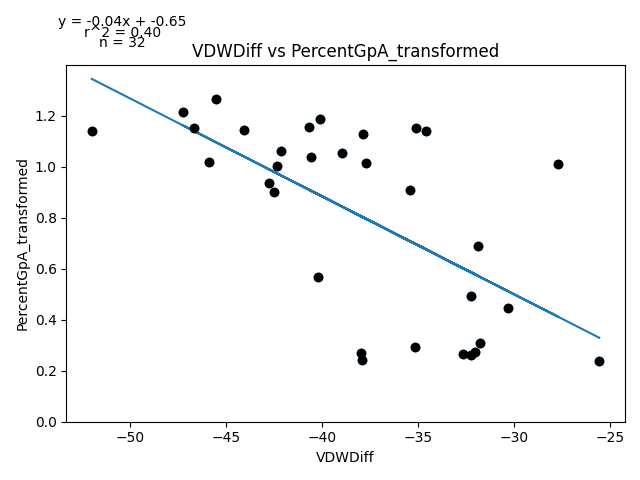 y = -0.04x + -0.65
r^2 = 0.40
n = 32
VDWDiff vs PercentGpA_transformed
PercentGpA_transformed
1.2
1.0
0.8
0.6
0.4
0.2
0.0
−50
−45
−40
−35
−30
−25
VDWDiff